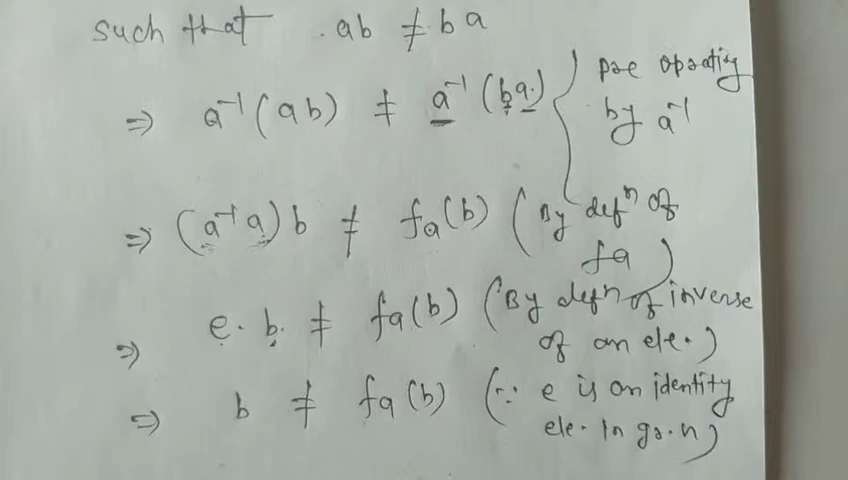 such that . ab ≠ ba
⇒ a⁻¹(ab) ≠ a⁻¹(ba) } pre operating by a⁻¹
⇒ (a⁻¹a)b ≠ fa(b) (By defⁿ of fa)
⇒ e. b. ≠ fa(b) (By defⁿ of inverse of an ele.)
⇒ b ≠ fa(b) (∵ e is an identity ele. in